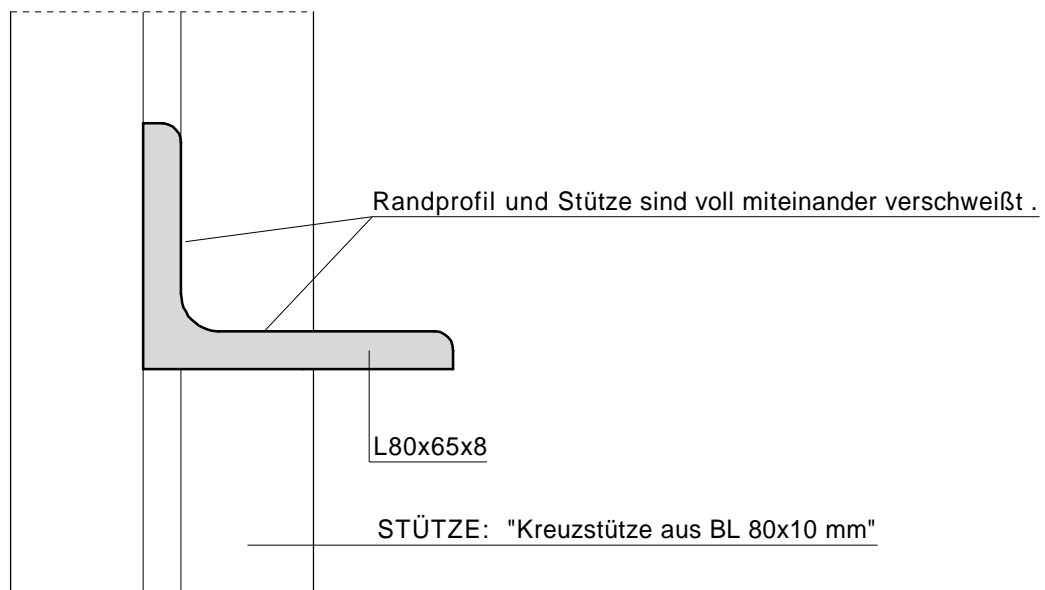 Randprofil und Stütze sind voll miteinander verschweißt .
L80x65x8
STÜTZE: "Kreuzstütze aus BL 80x10 mm"